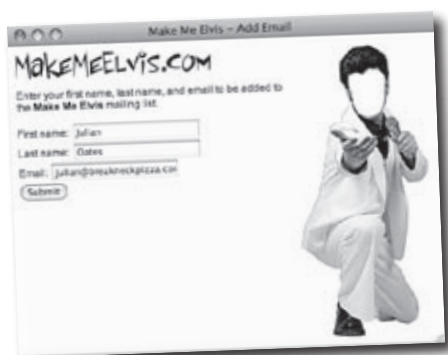 Make Me Elvis – Add Email
MakeMeElvis.com
Enter your first name, last name, and email to be added to
the Make Me Elvis mailing list.
First name: Julian
Last name: Oates
Email: julian@breakneckpizza.com
Submit